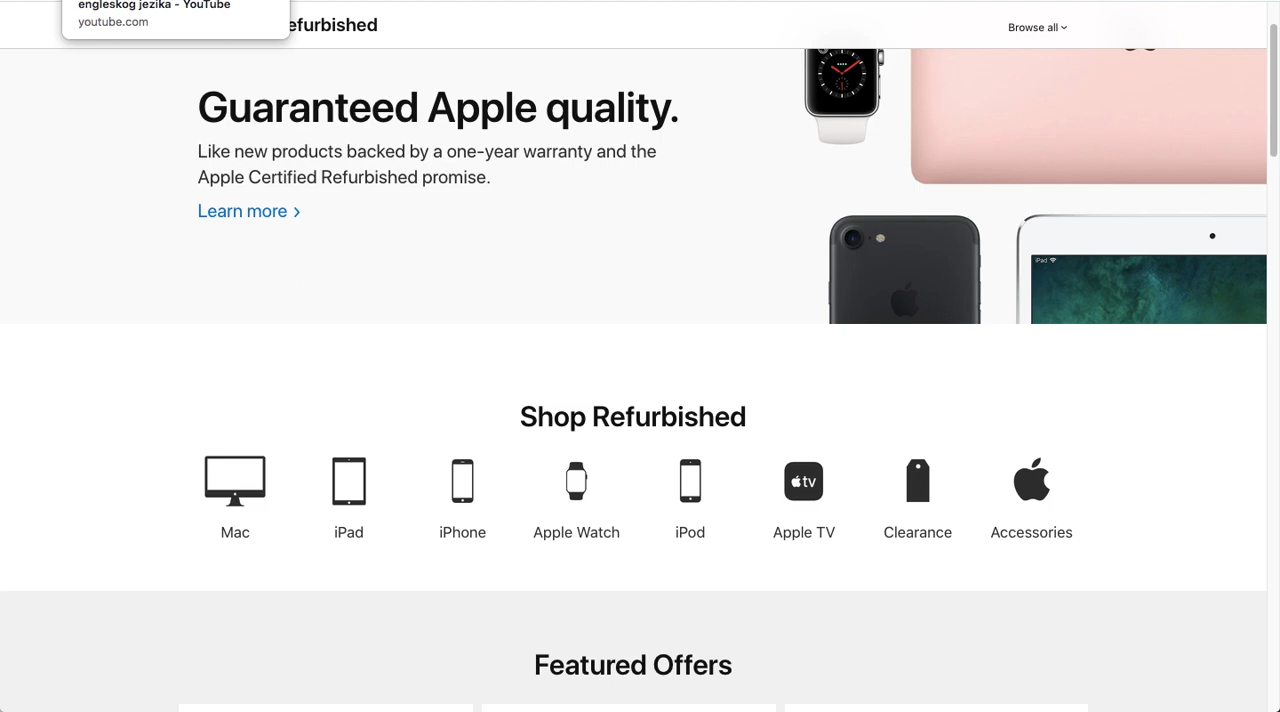 engleskog jezika - YouTube
youtube.com
efurbished
Browse all
Guaranteed Apple quality.
Like new products backed by a one-year warranty and the
Apple Certified Refurbished promise.
Learn more
iPad
Shop Refurbished
tv
Mac
iPad
iPhone
Apple Watch
iPod
Apple TV
Clearance
Accessories
Featured Offers